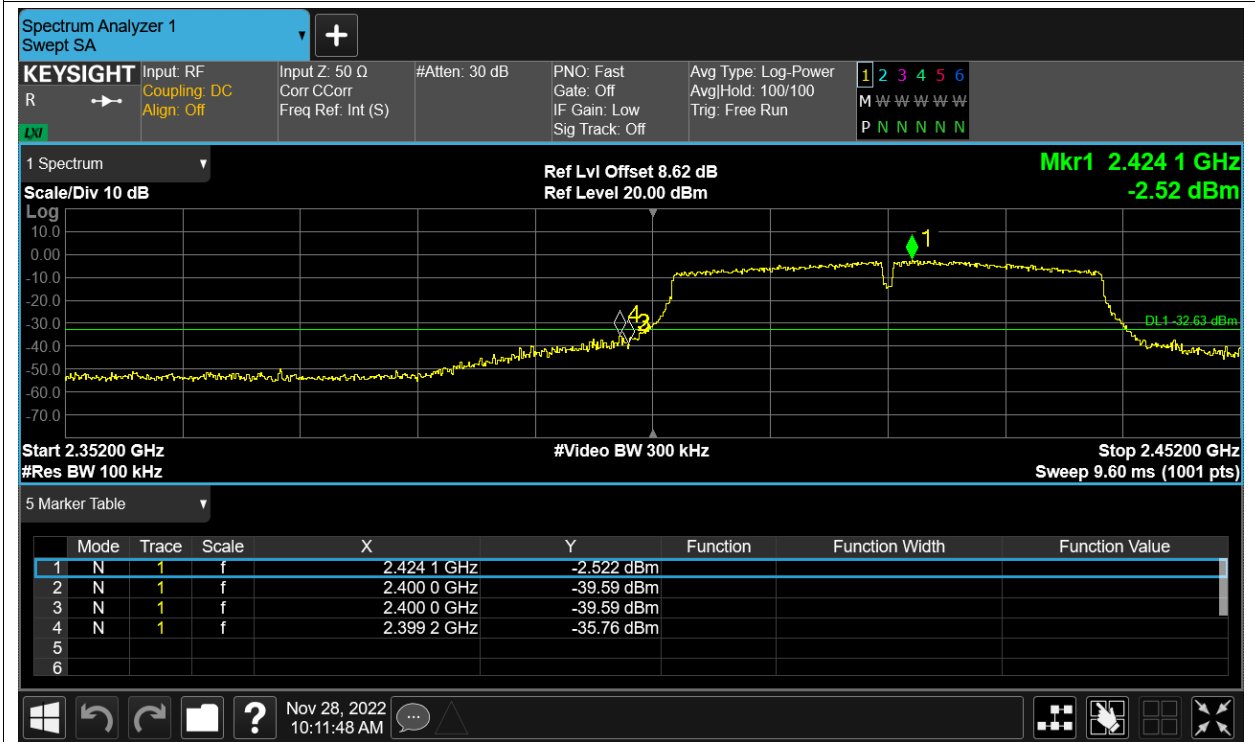 Spectrum Analyzer 1
Swept SA
+
KEYSIGHT Input: RF Input Z: 50 Ω #Atten: 30 dB PNO: Fast Avg Type: Log-Power 1 2 3 4 5 6
R Coupling: DC Corr CCorr Gate: Off Avg|Hold: 100/100 M W W W W W
Align: Off Freq Ref: Int (S) IF Gain: Low Trig: Free Run
LXI Sig Track: Off P N N N N N
1 Spectrum Ref Lvl Offset 8.62 dB Mkr1 2.424 1 GHz
Scale/Div 10 dB Ref Level 20.00 dBm -2.52 dBm
Log
10.0
0.00
-10.0
-20.0
-30.0
-40.0
-50.0
-60.0
-70.0
1
4
3
DL1 -32.63 dBm
Start 2.35200 GHz #Video BW 300 kHz Stop 2.45200 GHz
#Res BW 100 kHz Sweep 9.60 ms (1001 pts)
5 Marker Table
Mode Trace Scale X Y Function Function Width Function Value
1 N 1 f 2.424 1 GHz -2.522 dBm
2 N 1 f 2.400 0 GHz -39.59 dBm
3 N 1 f 2.400 0 GHz -39.59 dBm
4 N 1 f 2.399 2 GHz -35.76 dBm
5
6
? Nov 28, 2022
10:11:48 AM